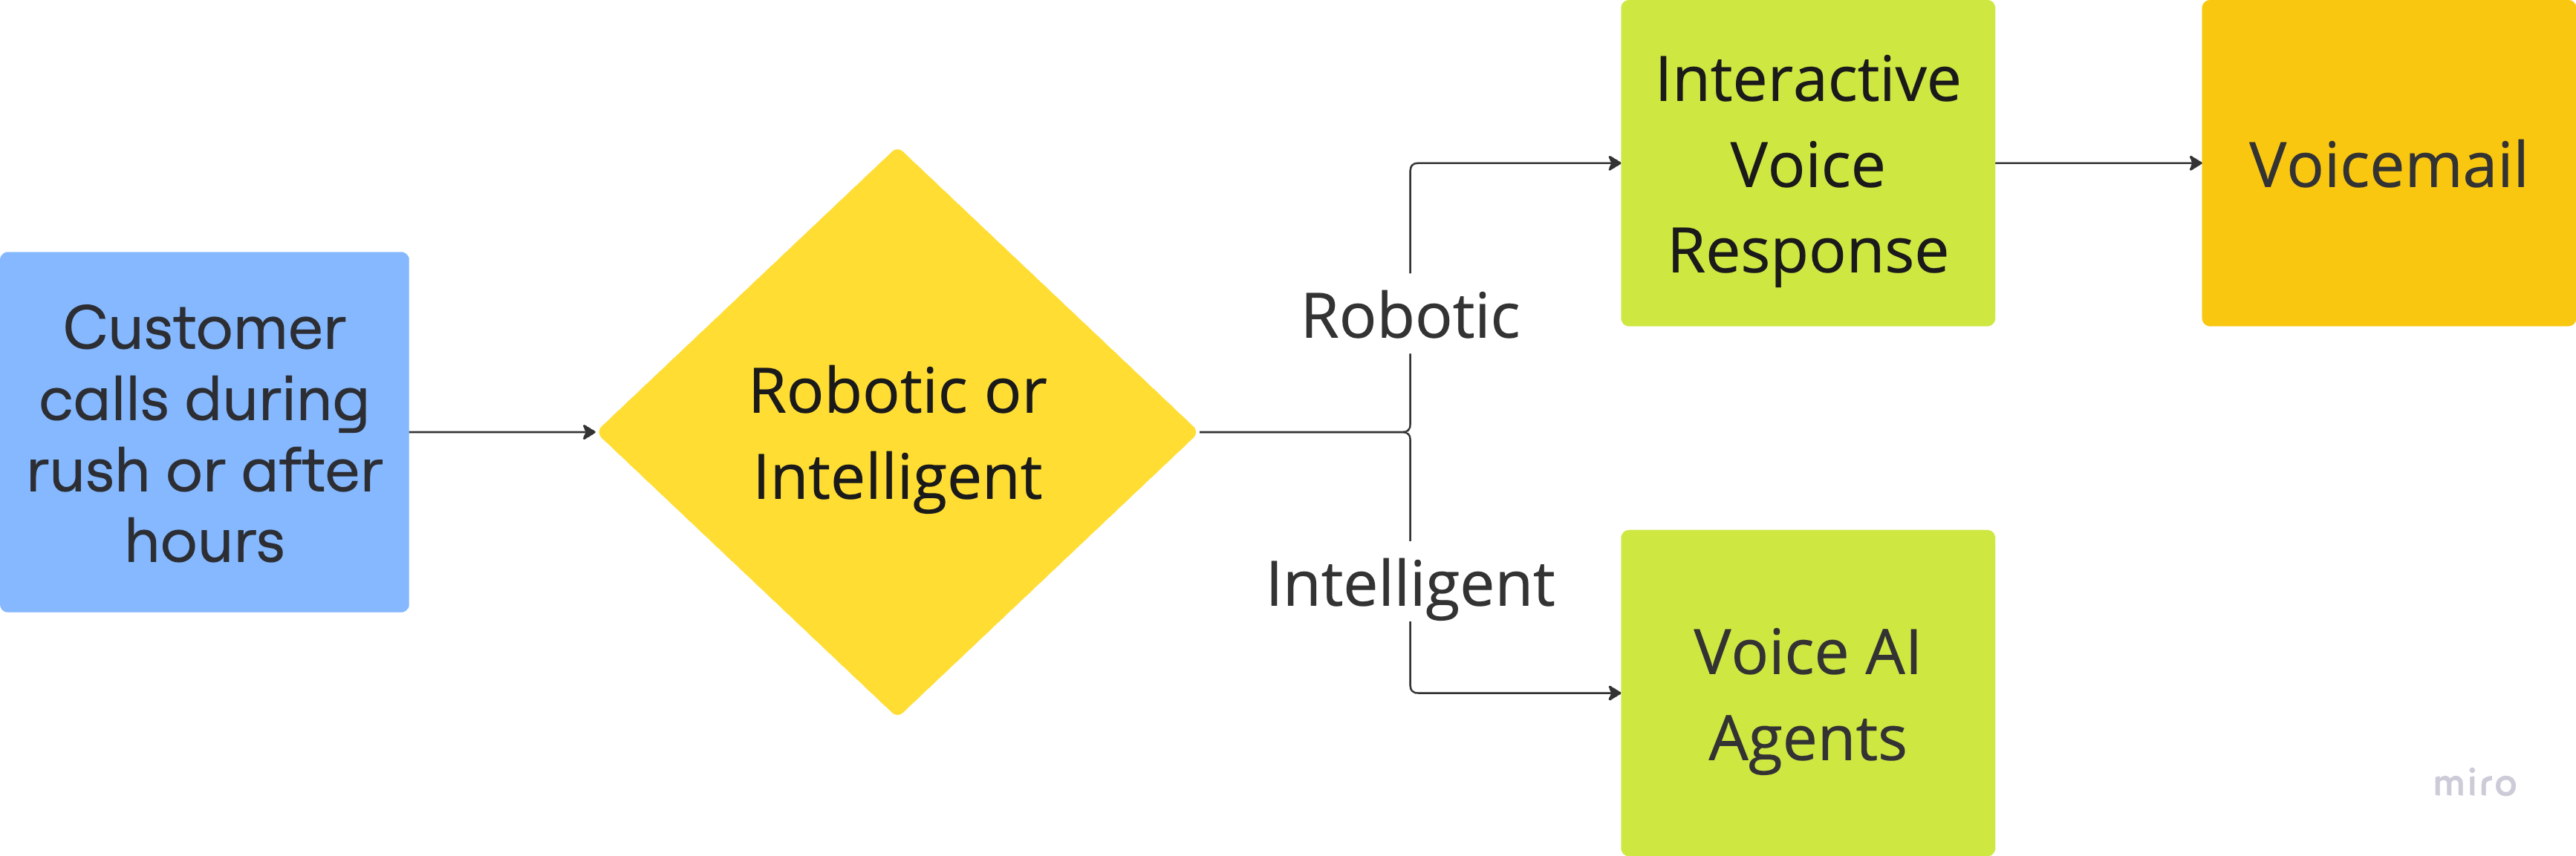 Customer
calls during
rush or after
hours
Robotic or
Intelligent
Robotic
Intelligent
Interactive
Voice
Response
Voicemail
Voice AI
Agents
miro